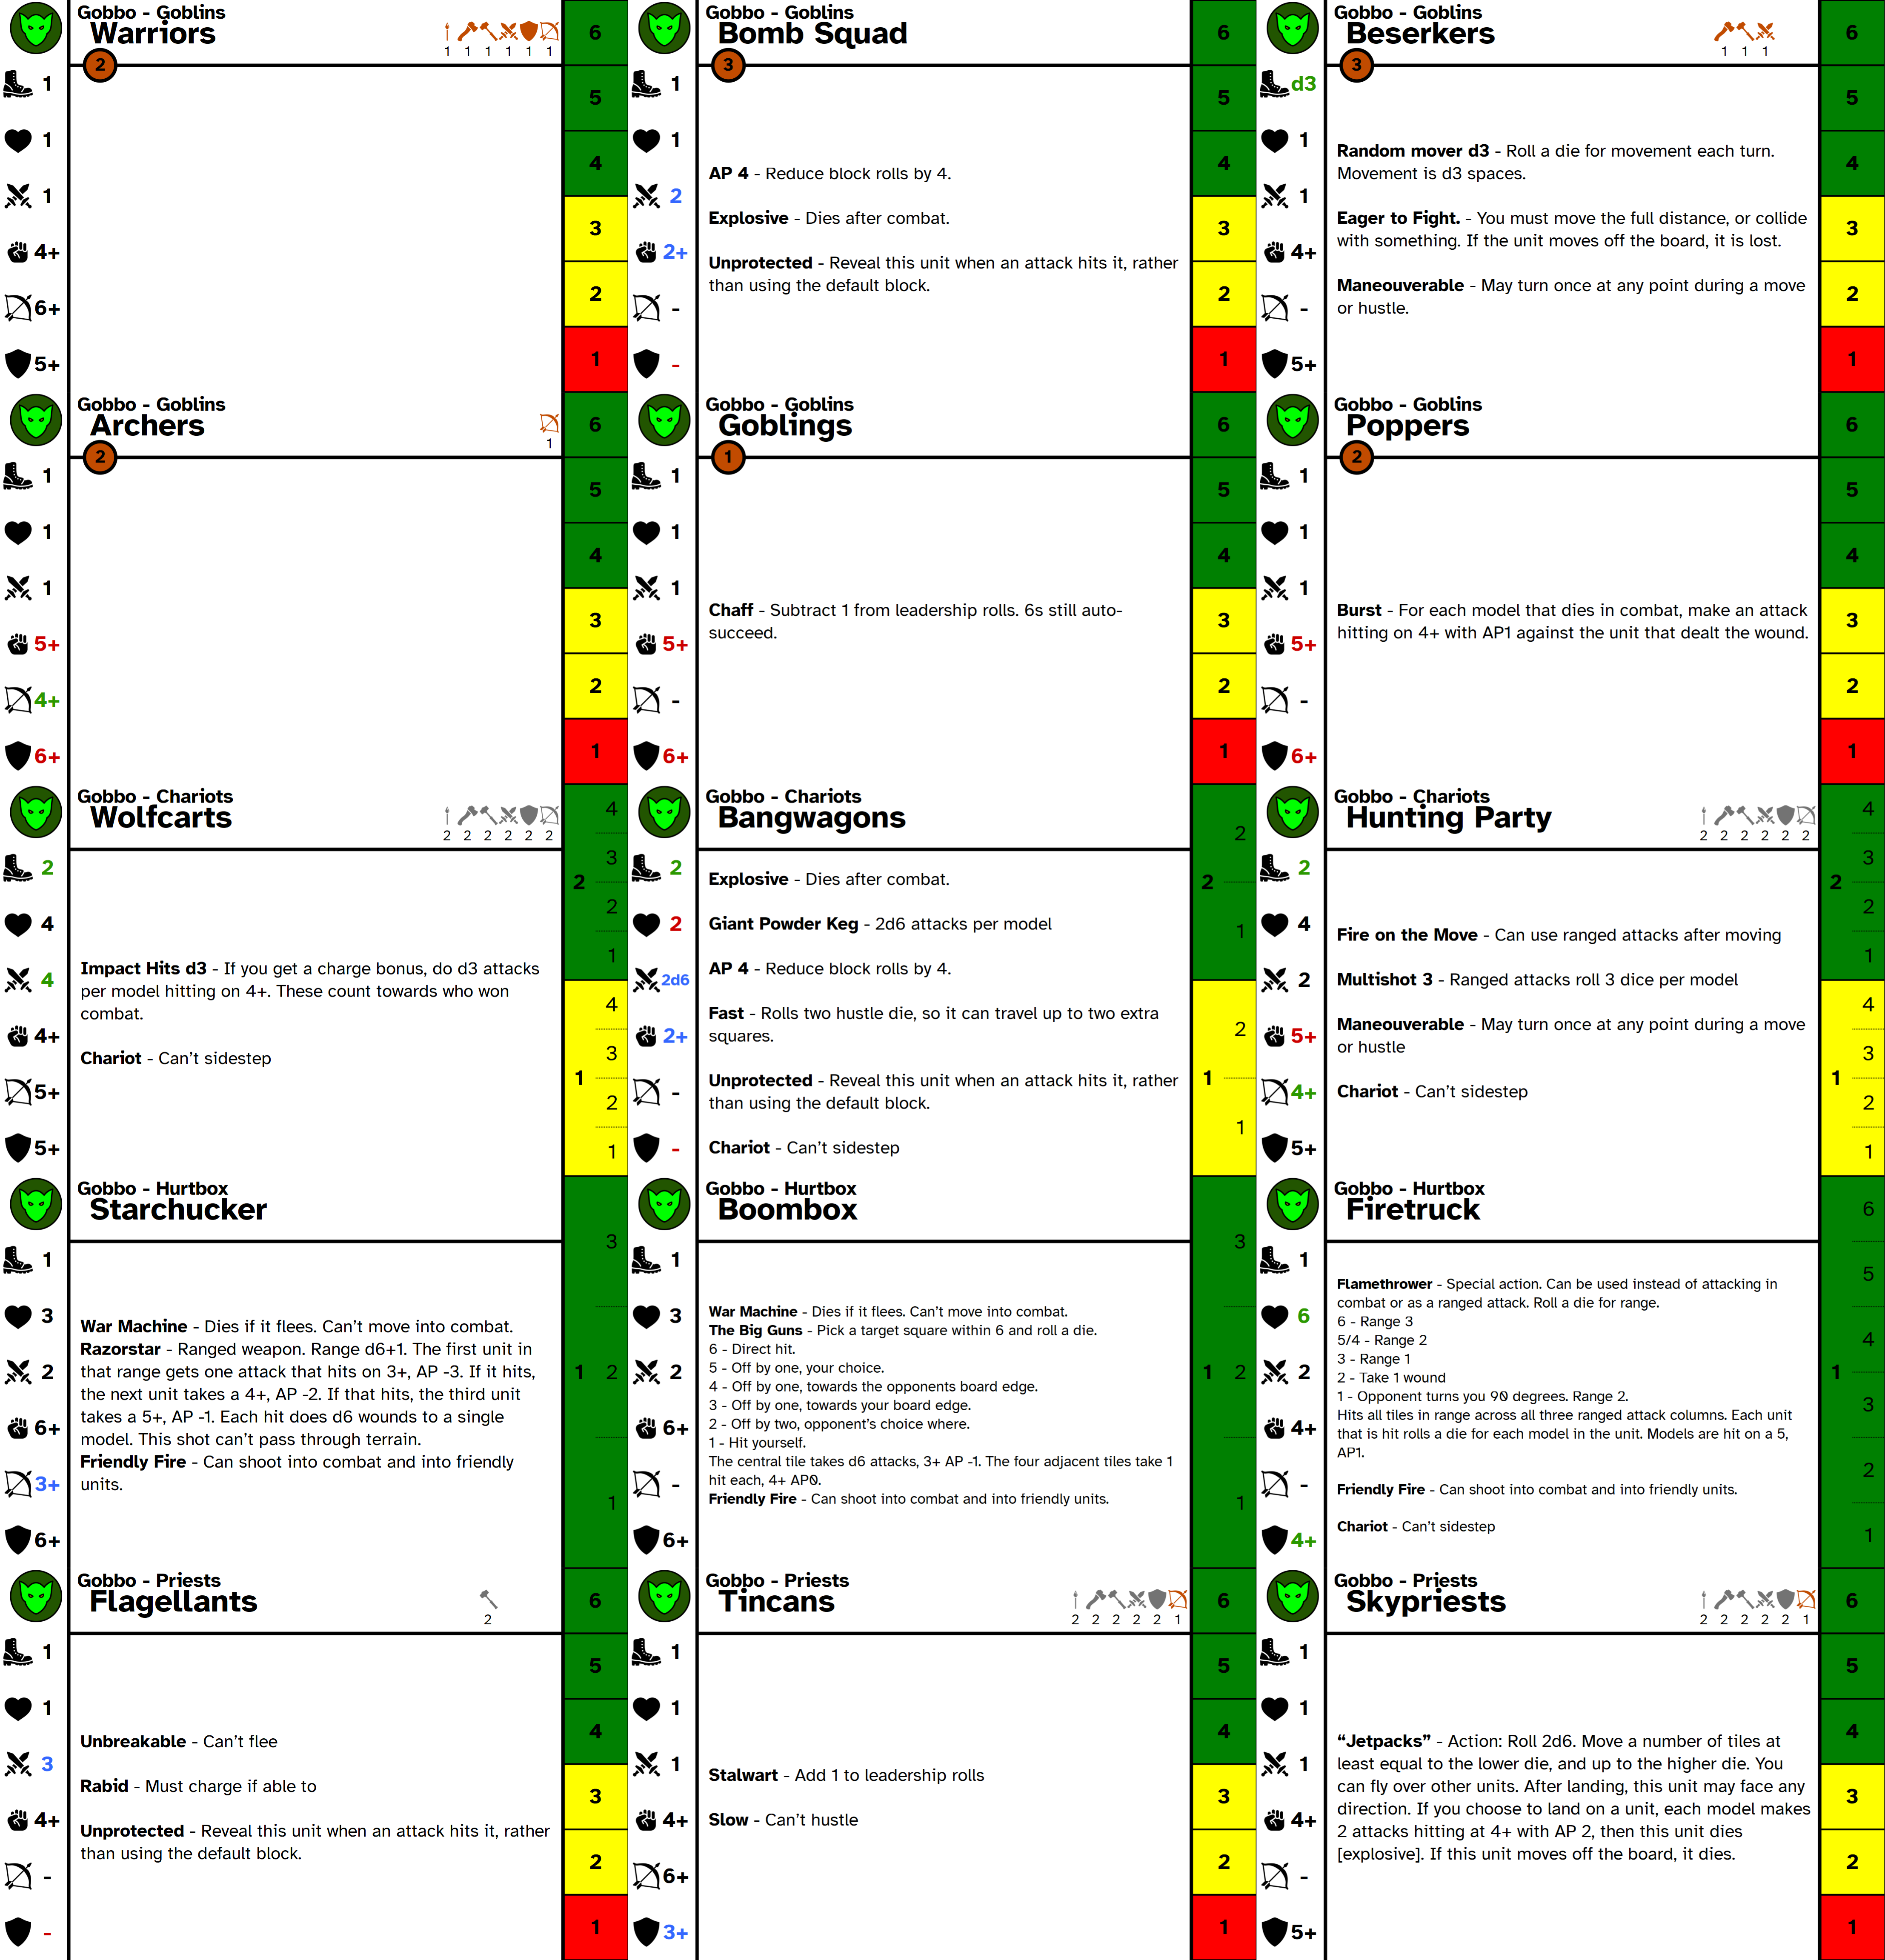 Gobbo - Goblins
Warriors
1 1 1 1 1 1
2
1
1
1
4+
6+
5+
6
5
4
3
2
1
Gobbo - Goblins
Bomb Squad
3
1
1
2
2+
-
-
AP 4 - Reduce block rolls by 4.
Explosive - Dies after combat.
Unprotected - Reveal this unit when an attack hits it, rather
than using the default block.
6
5
4
3
2
1
Gobbo - Goblins
Beserkers
1 1 1
3
d3
1
1
4+
-
5+
Random mover d3 - Roll a die for movement each turn.
Movement is d3 spaces.
Eager to Fight. - You must move the full distance, or collide
with something. If the unit moves off the board, it is lost.
Maneouverable - May turn once at any point during a move
or hustle.
6
5
4
3
2
1
Gobbo - Goblins
Archers
1
2
1
1
1
5+
4+
6+
6
5
4
3
2
1
Gobbo - Goblins
Goblings
1
1
1
1
5+
-
6+
Chaff - Subtract 1 from leadership rolls. 6s still auto-
succeed.
6
5
4
3
2
1
Gobbo - Goblins
Poppers
2
1
1
1
5+
-
6+
Burst - For each model that dies in combat, make an attack
hitting on 4+ with AP1 against the unit that dealt the wound.
6
5
4
3
2
1
Gobbo - Chariots
Wolfcarts
2 2 2 2 2 2
2
4
4
4+
5+
5+
Impact Hits d3 - If you get a charge bonus, do d3 attacks
per model hitting on 4+. These count towards who won
combat.
Chariot - Can't sidestep
2
4
3
2
1
1
4
3
2
1
Gobbo - Chariots
Bangwagons
2
2
2d6
2+
-
-
Explosive - Dies after combat.
Giant Powder Keg - 2d6 attacks per model
AP 4 - Reduce block rolls by 4.
Fast - Rolls two hustle die, so it can travel up to two extra
squares.
Unprotected - Reveal this unit when an attack hits it, rather
than using the default block.
Chariot - Can't sidestep
2
2
1
1
2
1
Gobbo - Chariots
Hunting Party
2 2 2 2 2 2
2
4
2
5+
4+
5+
Fire on the Move - Can use ranged attacks after moving
Multishot 3 - Ranged attacks roll 3 dice per model
Maneouverable - May turn once at any point during a move
or hustle
Chariot - Can't sidestep
2
4
3
2
1
1
4
3
2
1
Gobbo - Hurtbox
Starchucker
1
3
2
6+
3+
6+
War Machine - Dies if it flees. Can't move into combat.
Razorstar - Ranged weapon. Range d6+1. The first unit in
that range gets one attack that hits on 3+, AP -3. If it hits,
the next unit takes a 4+, AP -2. If that hits, the third unit
takes a 5+, AP -1. Each hit does d6 wounds to a single
model. This shot can't pass through terrain.
Friendly Fire - Can shoot into combat and into friendly
units.
1
3
2
1
Gobbo - Hurtbox
Boombox
1
3
2
6+
-
6+
War Machine - Dies if it flees. Can't move into combat.
The Big Guns - Pick a target square within 6 and roll a die.
6 - Direct hit.
5 - Off by one, your choice.
4 - Off by one, towards the opponents board edge.
3 - Off by one, towards your board edge.
2 - Off by two, opponent's choice where.
1 - Hit yourself.
The central tile takes d6 attacks, 3+ AP -1. The four adjacent tiles take 1
hit each, 4+ AP0.
Friendly Fire - Can shoot into combat and into friendly units.
1
3
2
1
Gobbo - Hurtbox
Firetruck
1
6
2
4+
-
4+
Flamethrower - Special action. Can be used instead of attacking in
combat or as a ranged attack. Roll a die for range.
6 - Range 3
5/4 - Range 2
3 - Range 1
2 - Take 1 wound
1 - Opponent turns you 90 degrees. Range 2.
Hits all tiles in range across all three ranged attack columns. Each unit
that is hit rolls a die for each model in the unit. Models are hit on a 5,
AP1.
Friendly Fire - Can shoot into combat and into friendly units.
Chariot - Can't sidestep
1
6
5
4
3
2
1
Gobbo - Priests
Flagellants
2
1
1
3
4+
-
-
Unbreakable - Can't flee
Rabid - Must charge if able to
Unprotected - Reveal this unit when an attack hits it, rather
than using the default block.
6
5
4
3
2
1
Gobbo - Priests
Tincans
2 2 2 2 2 1
1
1
1
4+
6+
3+
Stalwart - Add 1 to leadership rolls
Slow - Can't hustle
6
5
4
3
2
1
Gobbo - Priests
Skypriests
2 2 2 2 2 1
1
1
1
4+
-
5+
“Jetpacks” - Action: Roll 2d6. Move a number of tiles at
least equal to the lower die, and up to the higher die. You
can fly over other units. After landing, this unit may face any
direction. If you choose to land on a unit, each model makes
2 attacks hitting at 4+ with AP 2, then this unit dies
[explosive]. If this unit moves off the board, it dies.
6
5
4
3
2
1